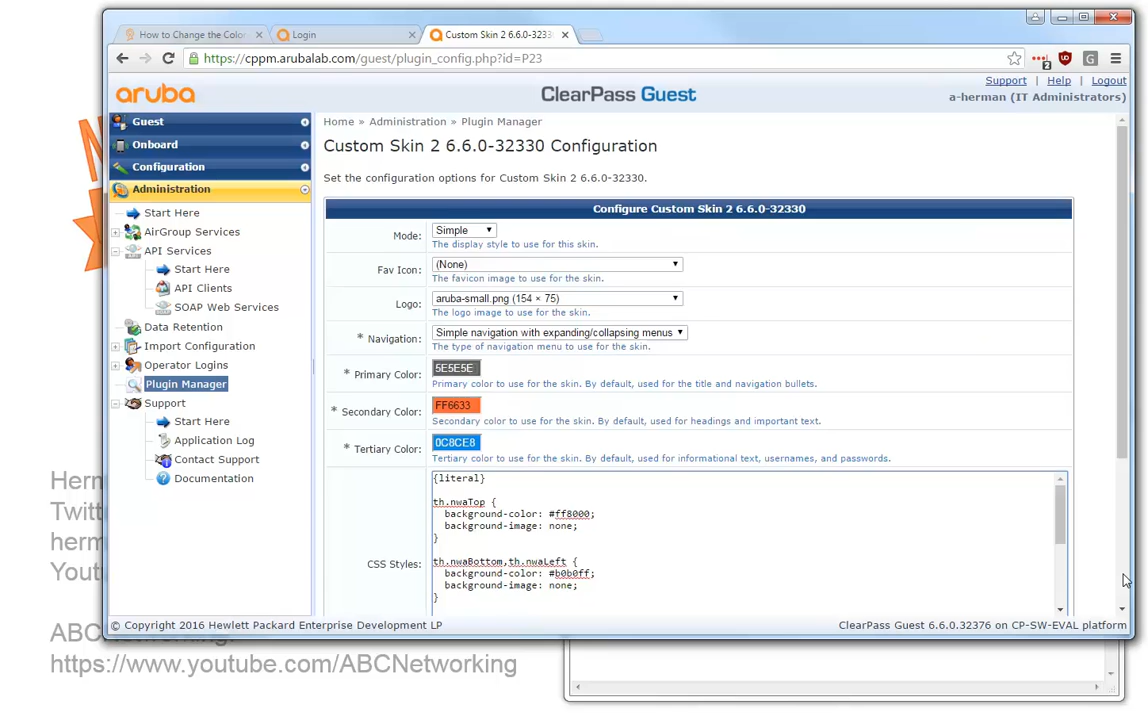 How to Change the Color
Login
Custom Skin 2 6.6.0-3233
https://cppm.arubalab.com/guest/plugin_config.php?id=P23
2
G
Support | Help | Logout
aruba
ClearPass Guest
a-herman (IT Administrators)
Guest
Onboard
Configuration
Administration
Start Here
AirGroup Services
API Services
Start Here
API Clients
SOAP Web Services
Data Retention
Import Configuration
Operator Logins
Plugin Manager
Support
Start Here
Application Log
Contact Support
Documentation
Home » Administration » Plugin Manager
Custom Skin 2 6.6.0-32330 Configuration
Set the configuration options for Custom Skin 2 6.6.0-32330.
Configure Custom Skin 2 6.6.0-32330
Mode: Simple
The display style to use for this skin.
Fav Icon: (None)
The favicon image to use for the skin.
Logo: aruba-small.png (154 × 75)
The logo image to use for the skin.
* Navigation: Simple navigation with expanding/collapsing menus
The type of navigation menu to use for the skin.
* Primary Color: 5E5E5E
Primary color to use for the skin. By default, used for the title and navigation bullets.
* Secondary Color: FF6633
Secondary color to use for the skin. By default, used for headings and important text.
* Tertiary Color: 0C8CE8
Tertiary color to use for the skin. By default, used for informational text, usernames, and passwords.
CSS Styles:
{literal}
th.nwaTop {
background-color: #ff8000;
background-image: none;
}
th.nwaBottom,th.nwaLeft {
background-color: #b0b0ff;
background-image: none;
}
© Copyright 2016 Hewlett Packard Enterprise Development LP
ClearPass Guest 6.6.0.32376 on CP-SW-EVAL platform
Herm
Twitt
herm
Yout
ABCNetworking:
https://www.youtube.com/ABCNetworking